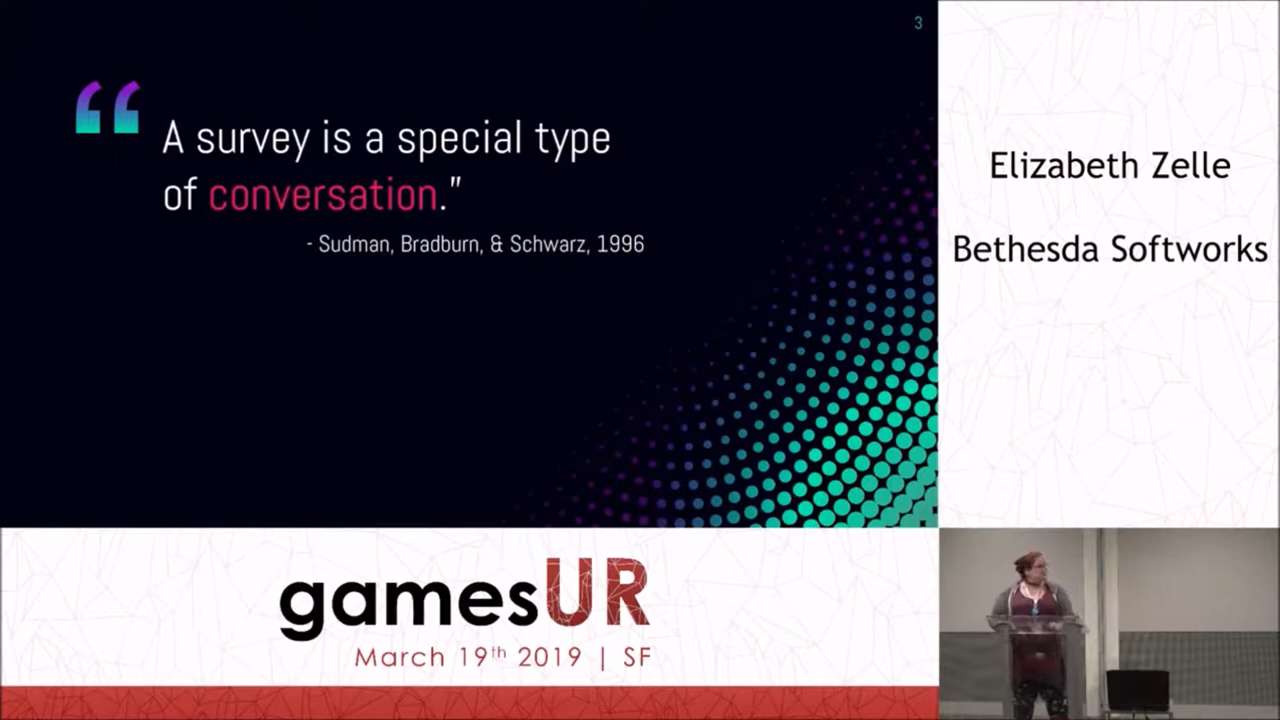 3
“ A survey is a special type
of conversation.”
- Sudman, Bradburn, & Schwarz, 1996
Elizabeth Zelle
Bethesda Softworks
gamesUR
March 19th 2019 | SF